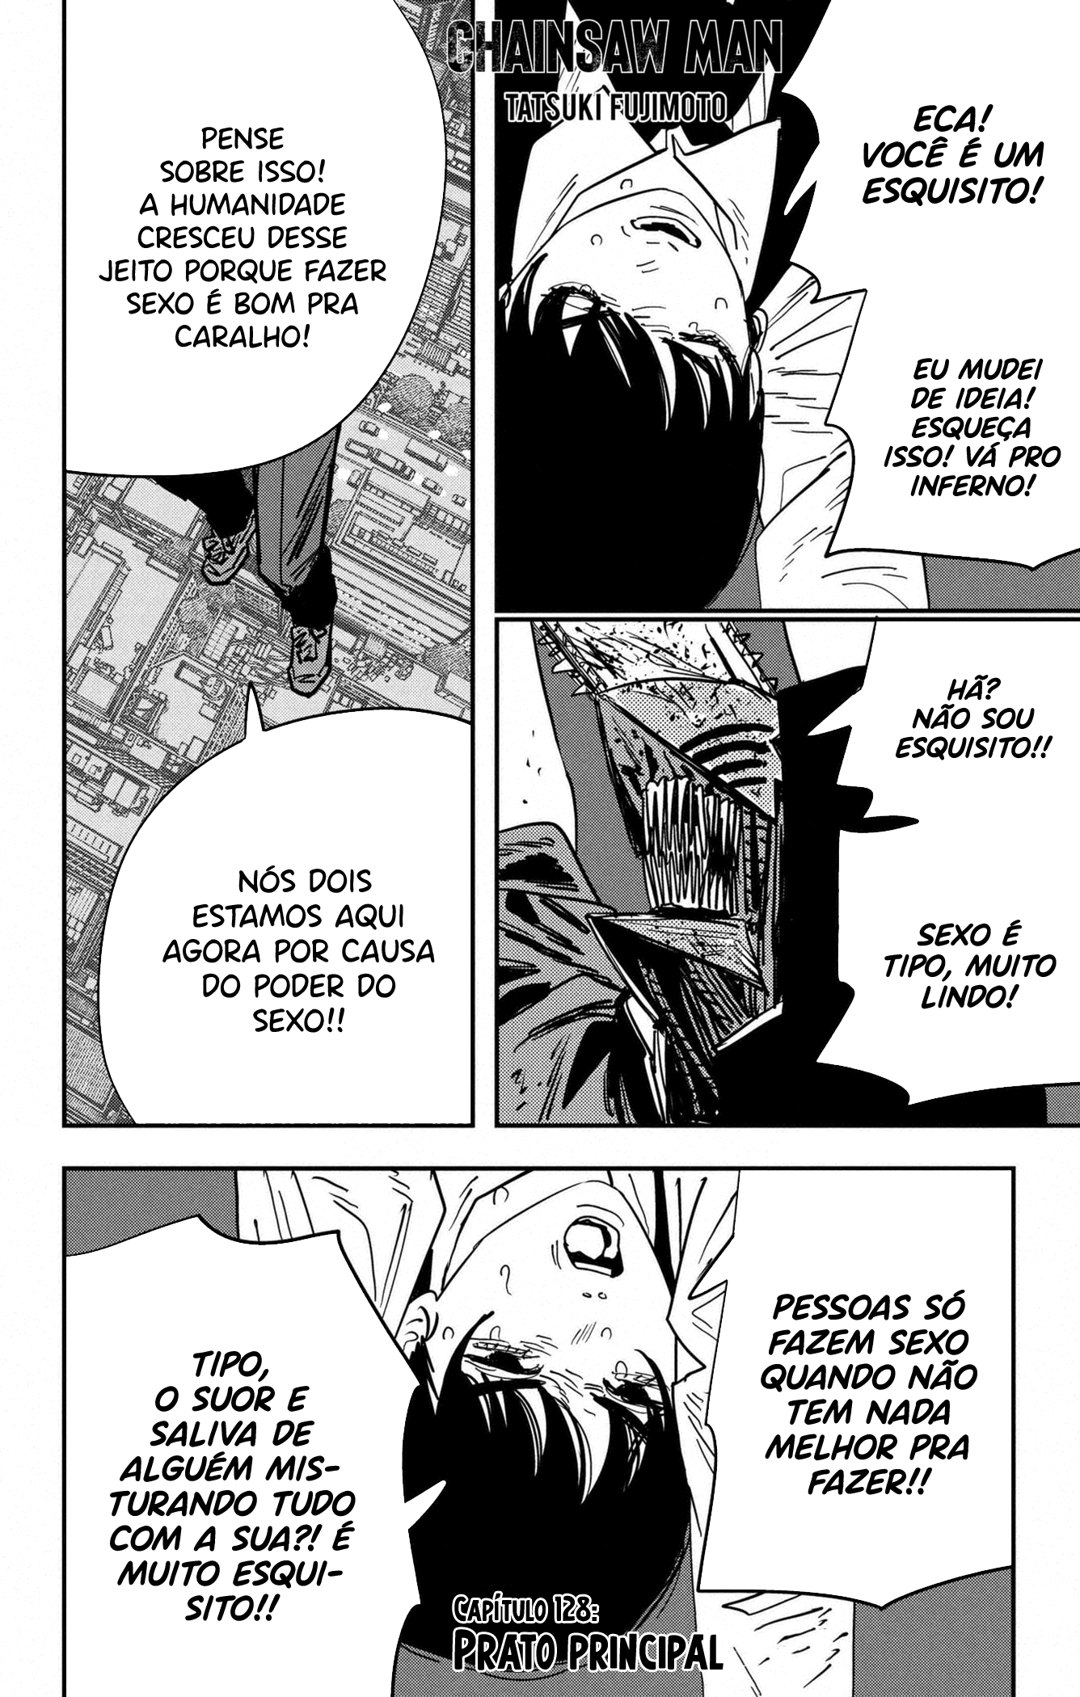 CHAINSAW MAN
TATSUKI FUJIMOTO
ECA!
VOCÊ É UM
ESQUISITO!
EU MUDEI
DE IDEIA!
ESQUEÇA
ISSO! VÁ PRO
INFERNO!
HÃ?
NÃO SOU
ESQUISITO!!
SEXO É
TIPO, MUITO
LINDO!
PENSE
SOBRE ISSO!
A HUMANIDADE
CRESCEU DESSE
JEITO PORQUE FAZER
SEXO É BOM PRA
CARALHO!
NÓS DOIS
ESTAMOS AQUI
AGORA POR CAUSA
DO PODER DO
SEXO!!
PESSOAS SÓ
FAZEM SEXO
QUANDO NÃO
TEM NADA
MELHOR PRA
FAZER!!
TIPO,
O SUOR E
SALIVA DE
ALGUÉM MIS-
TURANDO TUDO
COM A SUA?! É
MUITO ESQUI-
SITO!!
CAPÍTULO 128:
PRATO PRINCIPAL